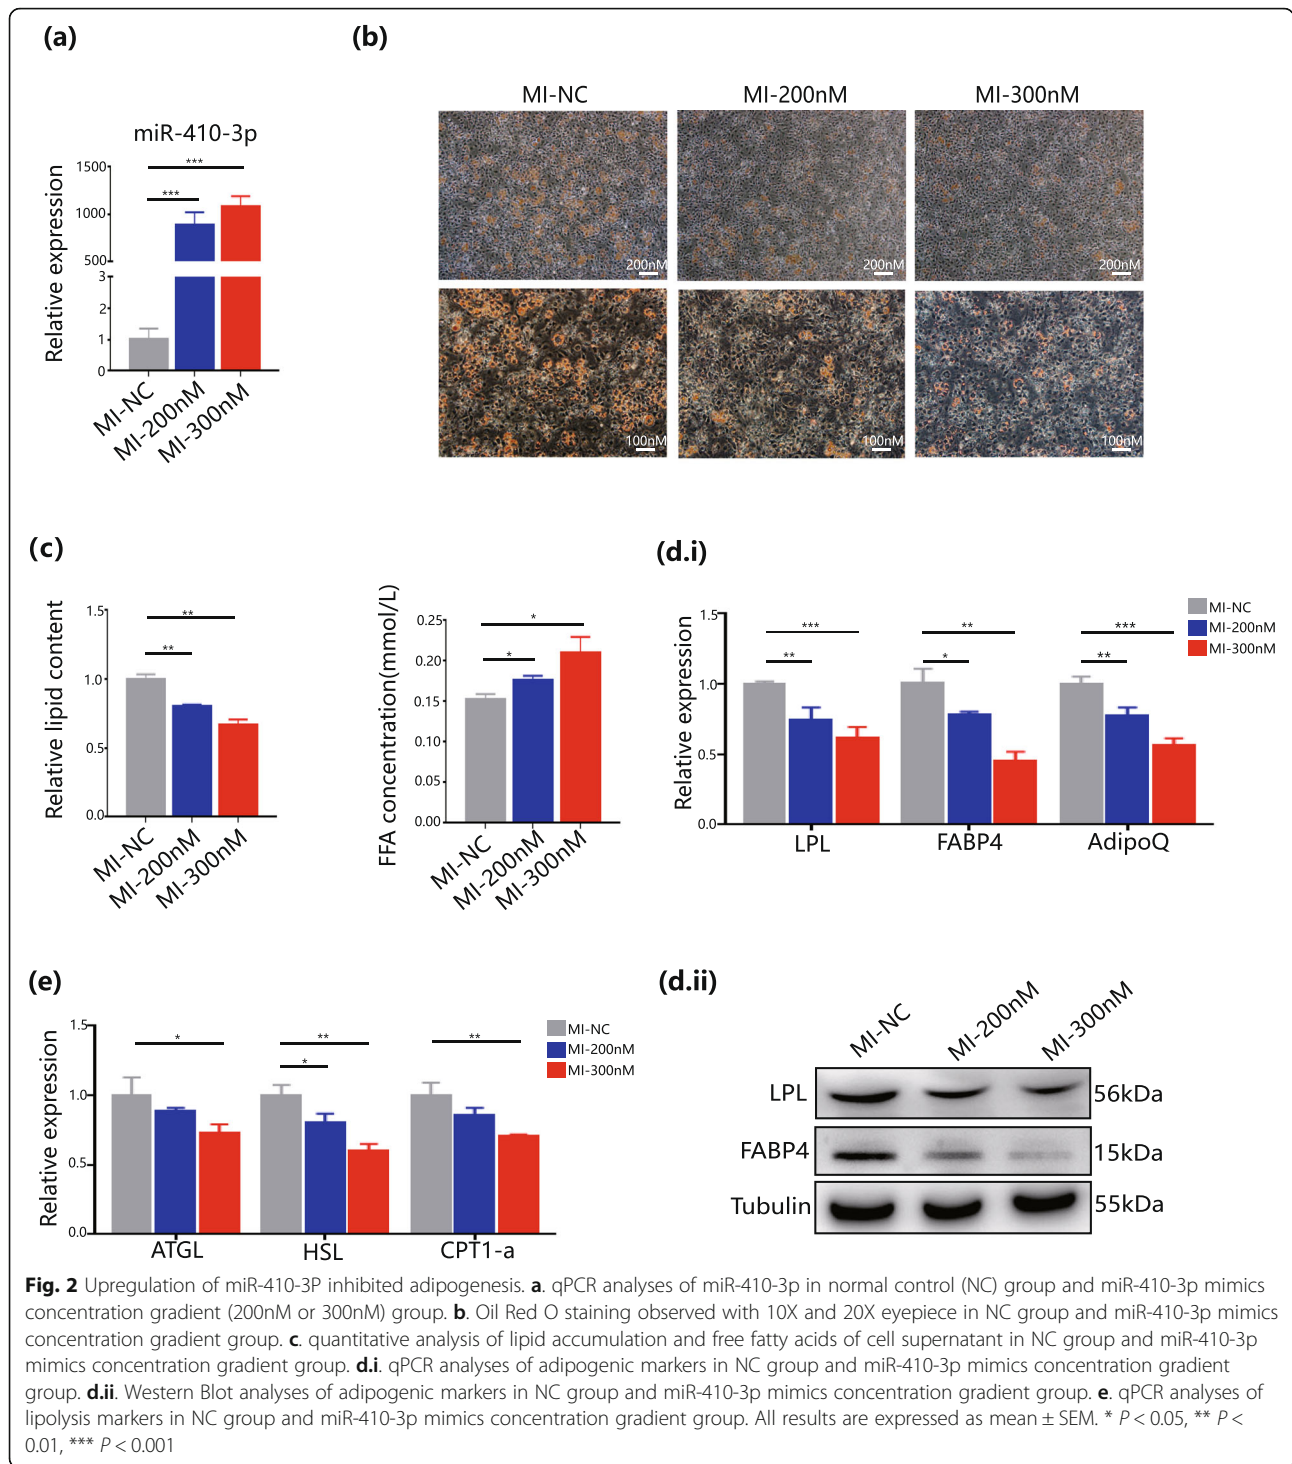 (a)
miR-410-3p
Relative expression
1500
1000
500
3
2
1
0
***
***
MI-NC
MI-200nM
MI-300nM
(b)
MI-NC MI-200nM MI-300nM
200nM 200nM 200nM
100nM 100nM 100nM
(c)
Relative lipid content
1.5
1.0
0.5
0.0
**
**
MI-NC
MI-200nM
MI-300nM
FFA concentration(mmol/L)
0.25
0.20
0.15
0.10
0.05
0.00
*
*
MI-NC
MI-200nM
MI-300nM
(d.i)
Relative expression
1.5
1.0
0.5
0.0
*** ** ***
** * **
MI-NC
MI-200nM
MI-300nM
LPL FABP4 AdipoQ
(e)
Relative expression
1.5
1.0
0.5
0.0
* ** **
*
MI-NC
MI-200nM
MI-300nM
ATGL HSL CPT1-a
(d.ii)
MI-NC MI-200nM MI-300nM
LPL 56kDa
FABP4 15kDa
Tubulin 55kDa
Fig. 2 Upregulation of miR-410-3P inhibited adipogenesis. a. qPCR analyses of miR-410-3p in normal control (NC) group and miR-410-3p mimics
concentration gradient (200nM or 300nM) group. b. Oil Red O staining observed with 10X and 20X eyepiece in NC group and miR-410-3p mimics
concentration gradient group. c. quantitative analysis of lipid accumulation and free fatty acids of cell supernatant in NC group and miR-410-3p
mimics concentration gradient group. d.i. qPCR analyses of adipogenic markers in NC group and miR-410-3p mimics concentration gradient
group. d.ii. Western Blot analyses of adipogenic markers in NC group and miR-410-3p mimics concentration gradient group. e. qPCR analyses of
lipolysis markers in NC group and miR-410-3p mimics concentration gradient group. All results are expressed as mean ± SEM. * P < 0.05, ** P <
0.01, *** P < 0.001